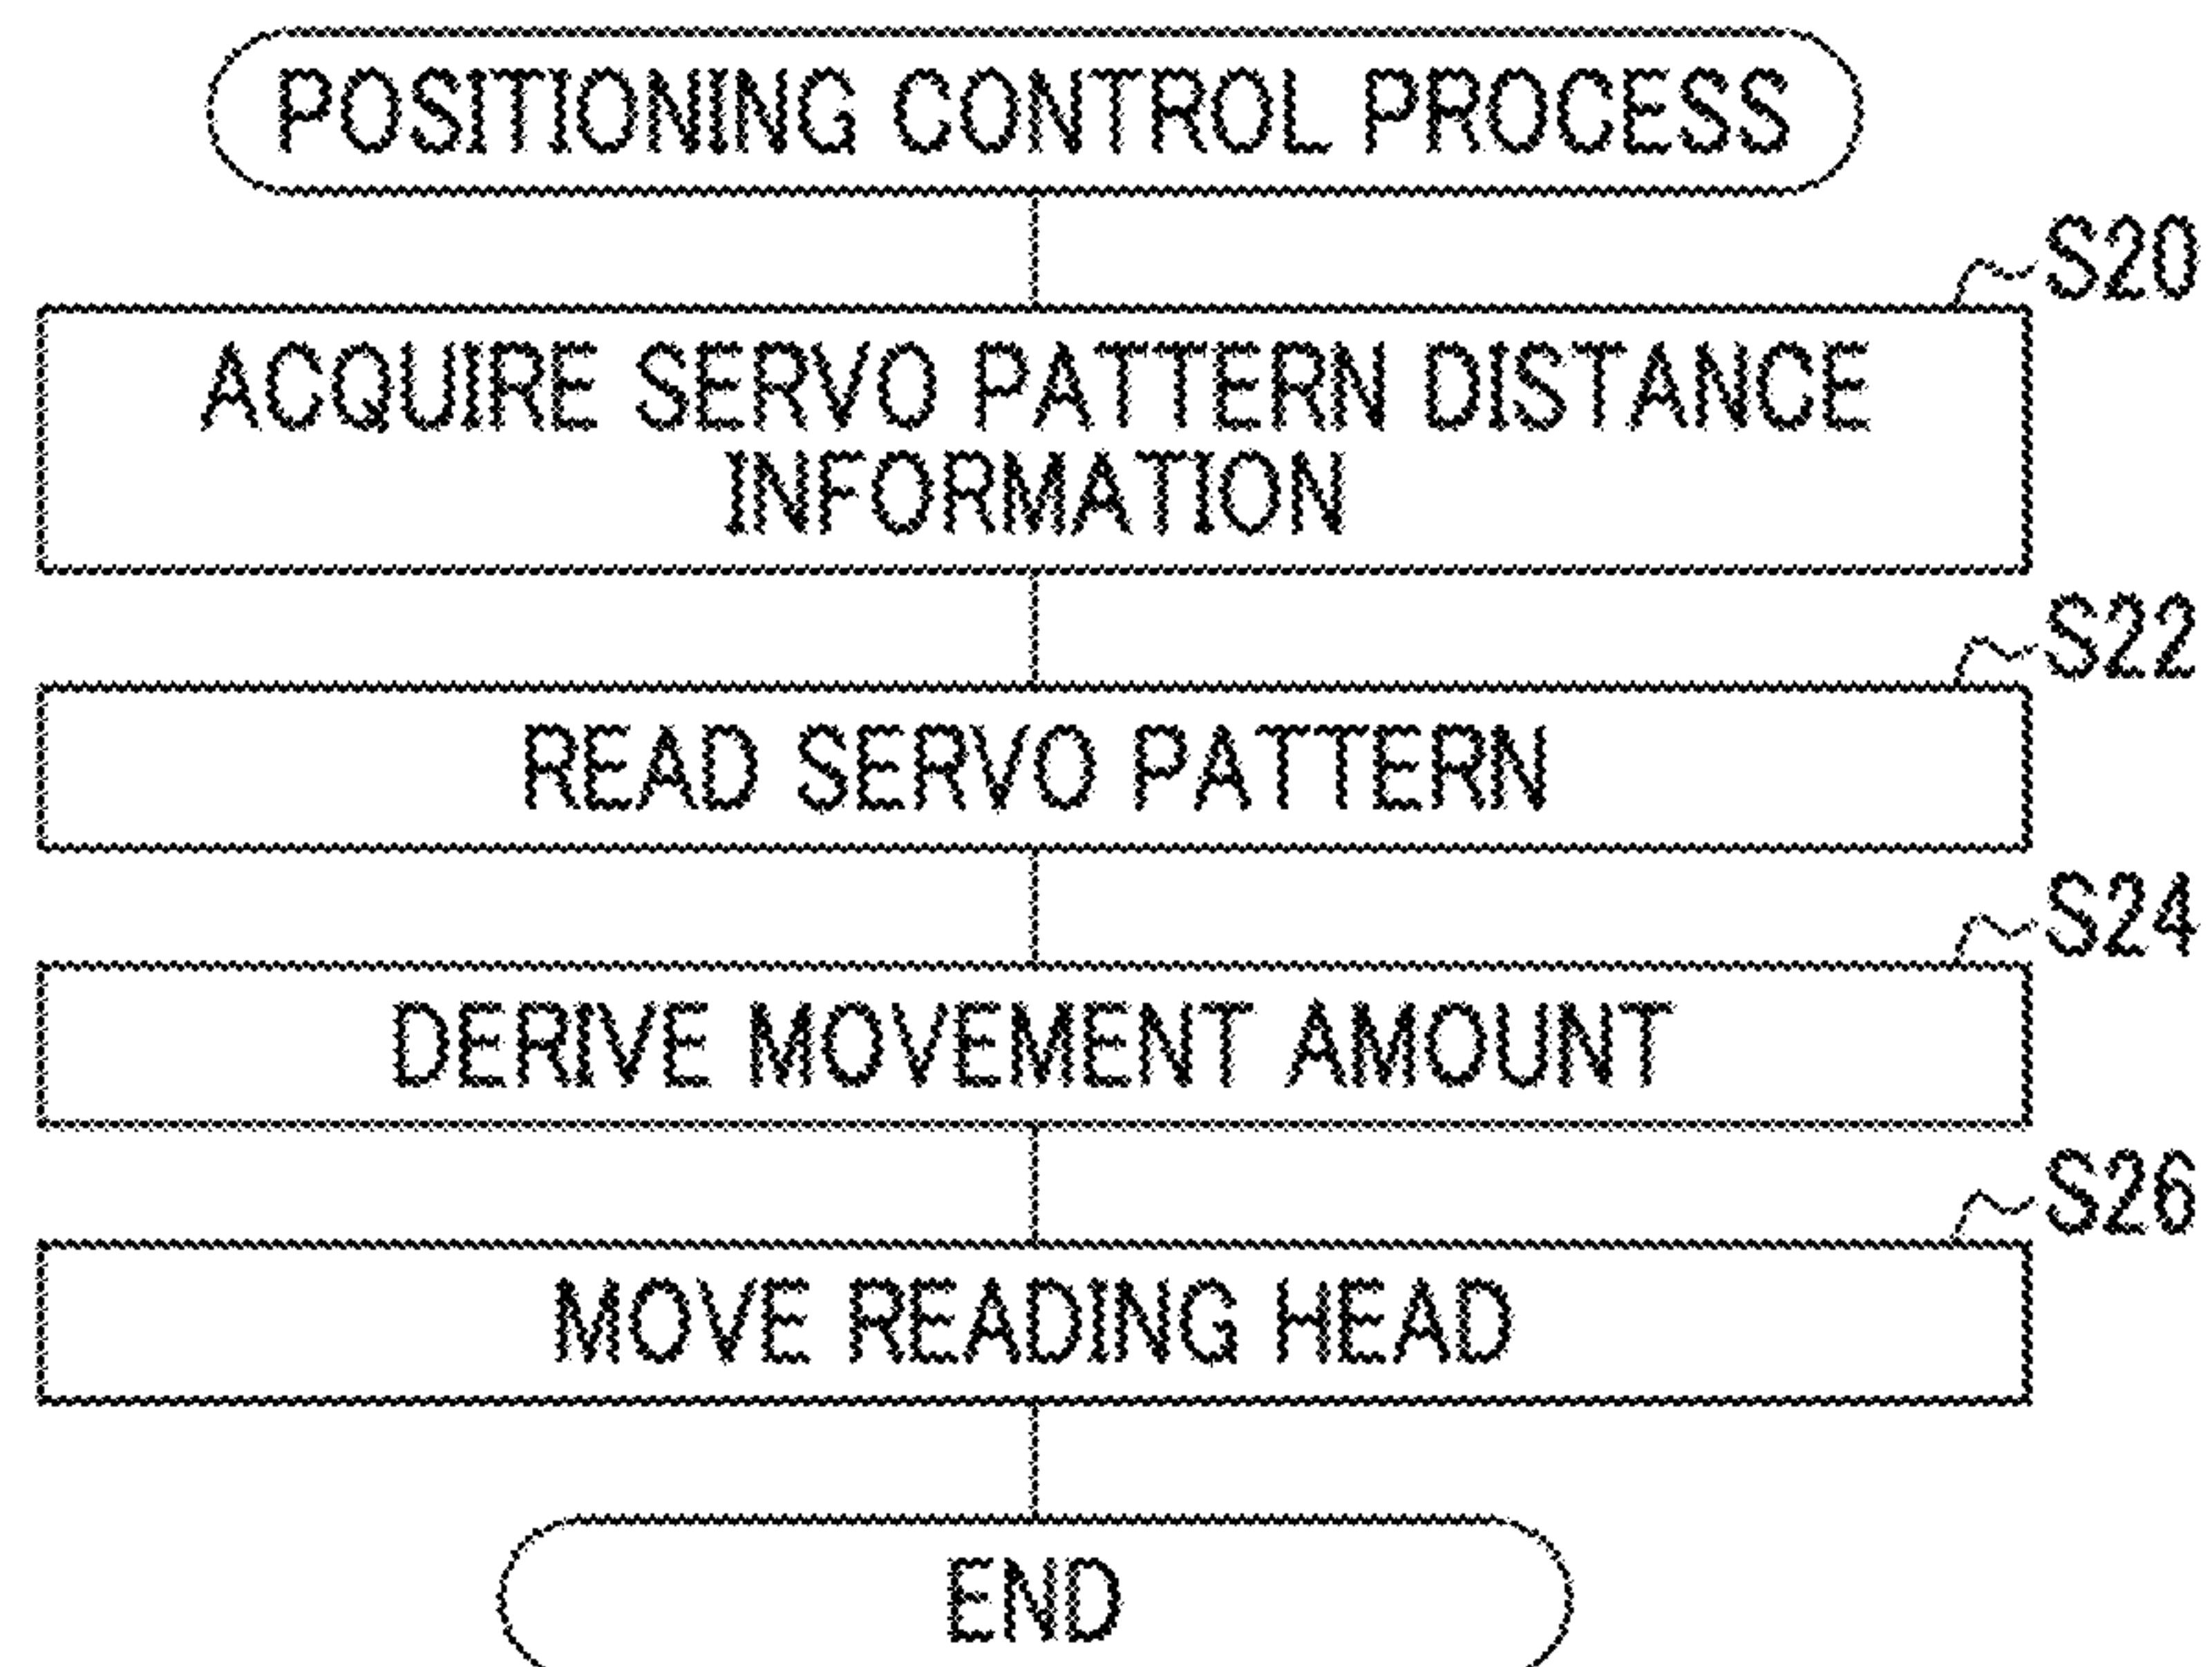 POSITIONING CONTROL PROCESS
S20
ACQUIRE SERVO PATTERN DISTANCE
INFORMATION
S22
READ SERVO PATTERN
S24
DERIVE MOVEMENT AMOUNT
S26
MOVE READING HEAD
END